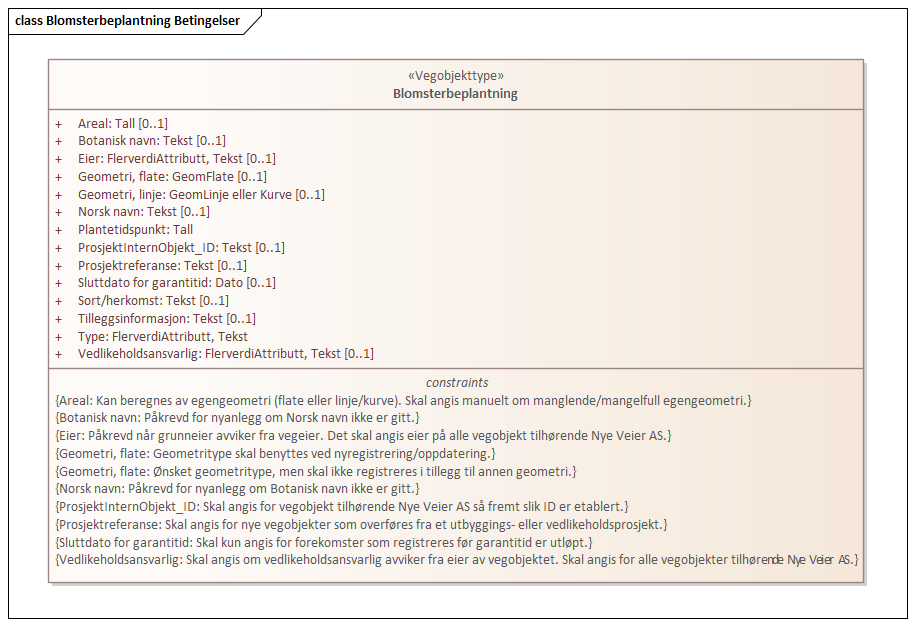 class Blomsterbeplantning Betingelser
«Vegobjekttype»
Blomsterbeplantning
+ Areal: Tall [0..1]
+ Botanisk navn: Tekst [0..1]
+ Eier: FlerverdiAttributt, Tekst [0..1]
+ Geometri, flate: GeomFlate [0..1]
+ Geometri, linje: GeomLinje eller Kurve [0..1]
+ Norsk navn: Tekst [0..1]
+ Plantetidspunkt: Tall
+ ProsjektInternObjekt_ID: Tekst [0..1]
+ Prosjektreferanse: Tekst [0..1]
+ Sluttdato for garantitid: Dato [0..1]
+ Sort/herkomst: Tekst [0..1]
+ Tilleggsinformasjon: Tekst [0..1]
+ Type: FlerverdiAttributt, Tekst
+ Vedlikeholdsansvarlig: FlerverdiAttributt, Tekst [0..1]
constraints
{Areal: Kan beregnes av egengeometri (flate eller linje/kurve). Skal angis manuelt om manglende/mangelfull egengeometri.}
{Botanisk navn: Påkrevd for nyanlegg om Norsk navn ikke er gitt.}
{Eier: Påkrevd når grunneier avviker fra vegeier. Det skal angis eier på alle vegobjekt tilhørende Nye Veier AS.}
{Geometri, flate: Geometritype skal benyttes ved nyregistrering/oppdatering.}
{Geometri, flate: Ønsket geometritype, men skal ikke registreres i tillegg til annen geometri.}
{Norsk navn: Påkrevd for nyanlegg om Botanisk navn ikke er gitt.}
{ProsjektInternObjekt_ID: Skal angis for vegobjekt tilhørende Nye Veier AS så fremt slik ID er etablert.}
{Prosjektreferanse: Skal angis for nye vegobjekter som overføres fra et utbyggings- eller vedlikeholdsprosjekt.}
{Sluttdato for garantitid: Skal kun angis for forekomster som registreres før garantitid er utløpt.}
{Vedlikeholdsansvarlig: Skal angis om vedlikeholdsansvarlig avviker fra eier av vegobjektet. Skal angis for alle vegobjekter tilhørende Nye Veier AS.}